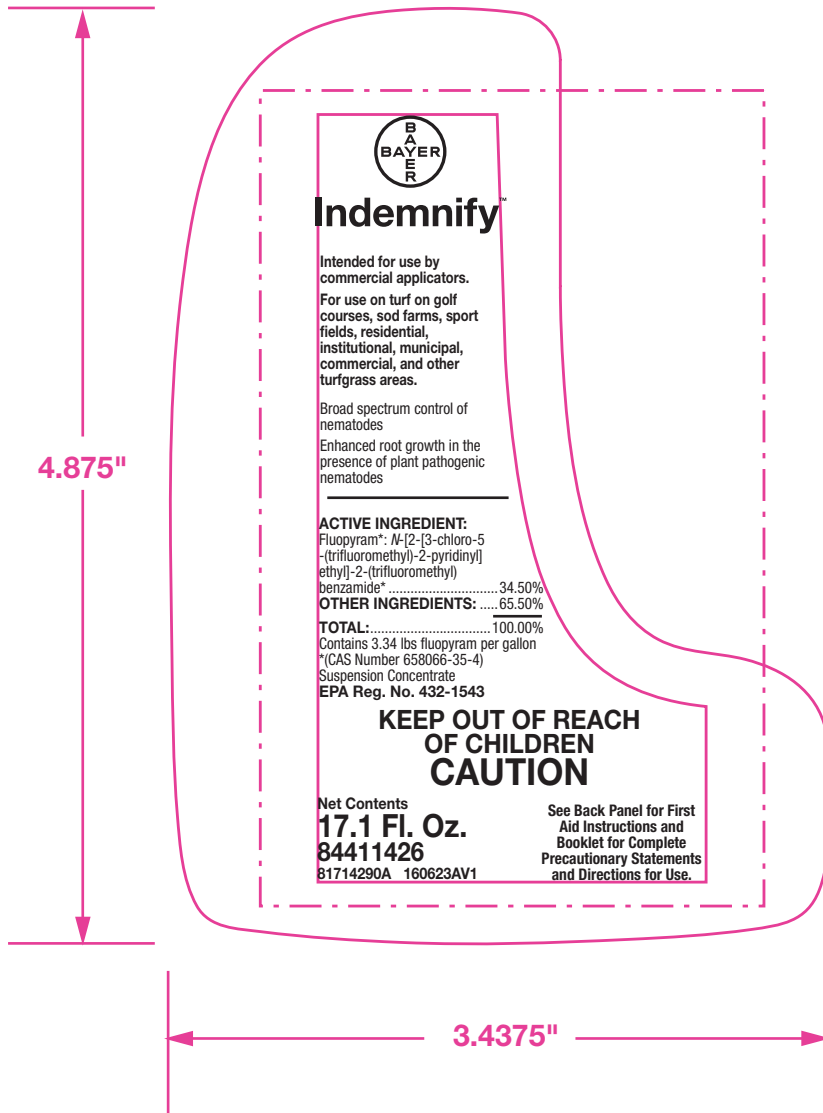 BAYER
BAYER
Indemnify™
Intended for use by
commercial applicators.
For use on turf on golf
courses, sod farms, sport
fields, residential,
institutional, municipal,
commercial, and other
turfgrass areas.
Broad spectrum control of
nematodes
Enhanced root growth in the
presence of plant pathogenic
nematodes
ACTIVE INGREDIENT:
Fluopyram*: N-[2-[3-chloro-5
-(trifluoromethyl)-2-pyridinyl]
ethyl]-2-(trifluoromethyl)
benzamide* .............................. 34.50%
OTHER INGREDIENTS: ..... 65.50%
TOTAL:................................. 100.00%
Contains 3.34 lbs fluopyram per gallon
*(CAS Number 658066-35-4)
Suspension Concentrate
EPA Reg. No. 432-1543
KEEP OUT OF REACH
OF CHILDREN
CAUTION
Net Contents
17.1 Fl. Oz.
84411426
81714290A 160623AV1
See Back Panel for First
Aid Instructions and
Booklet for Complete
Precautionary Statements
and Directions for Use.
4.875"
3.4375"